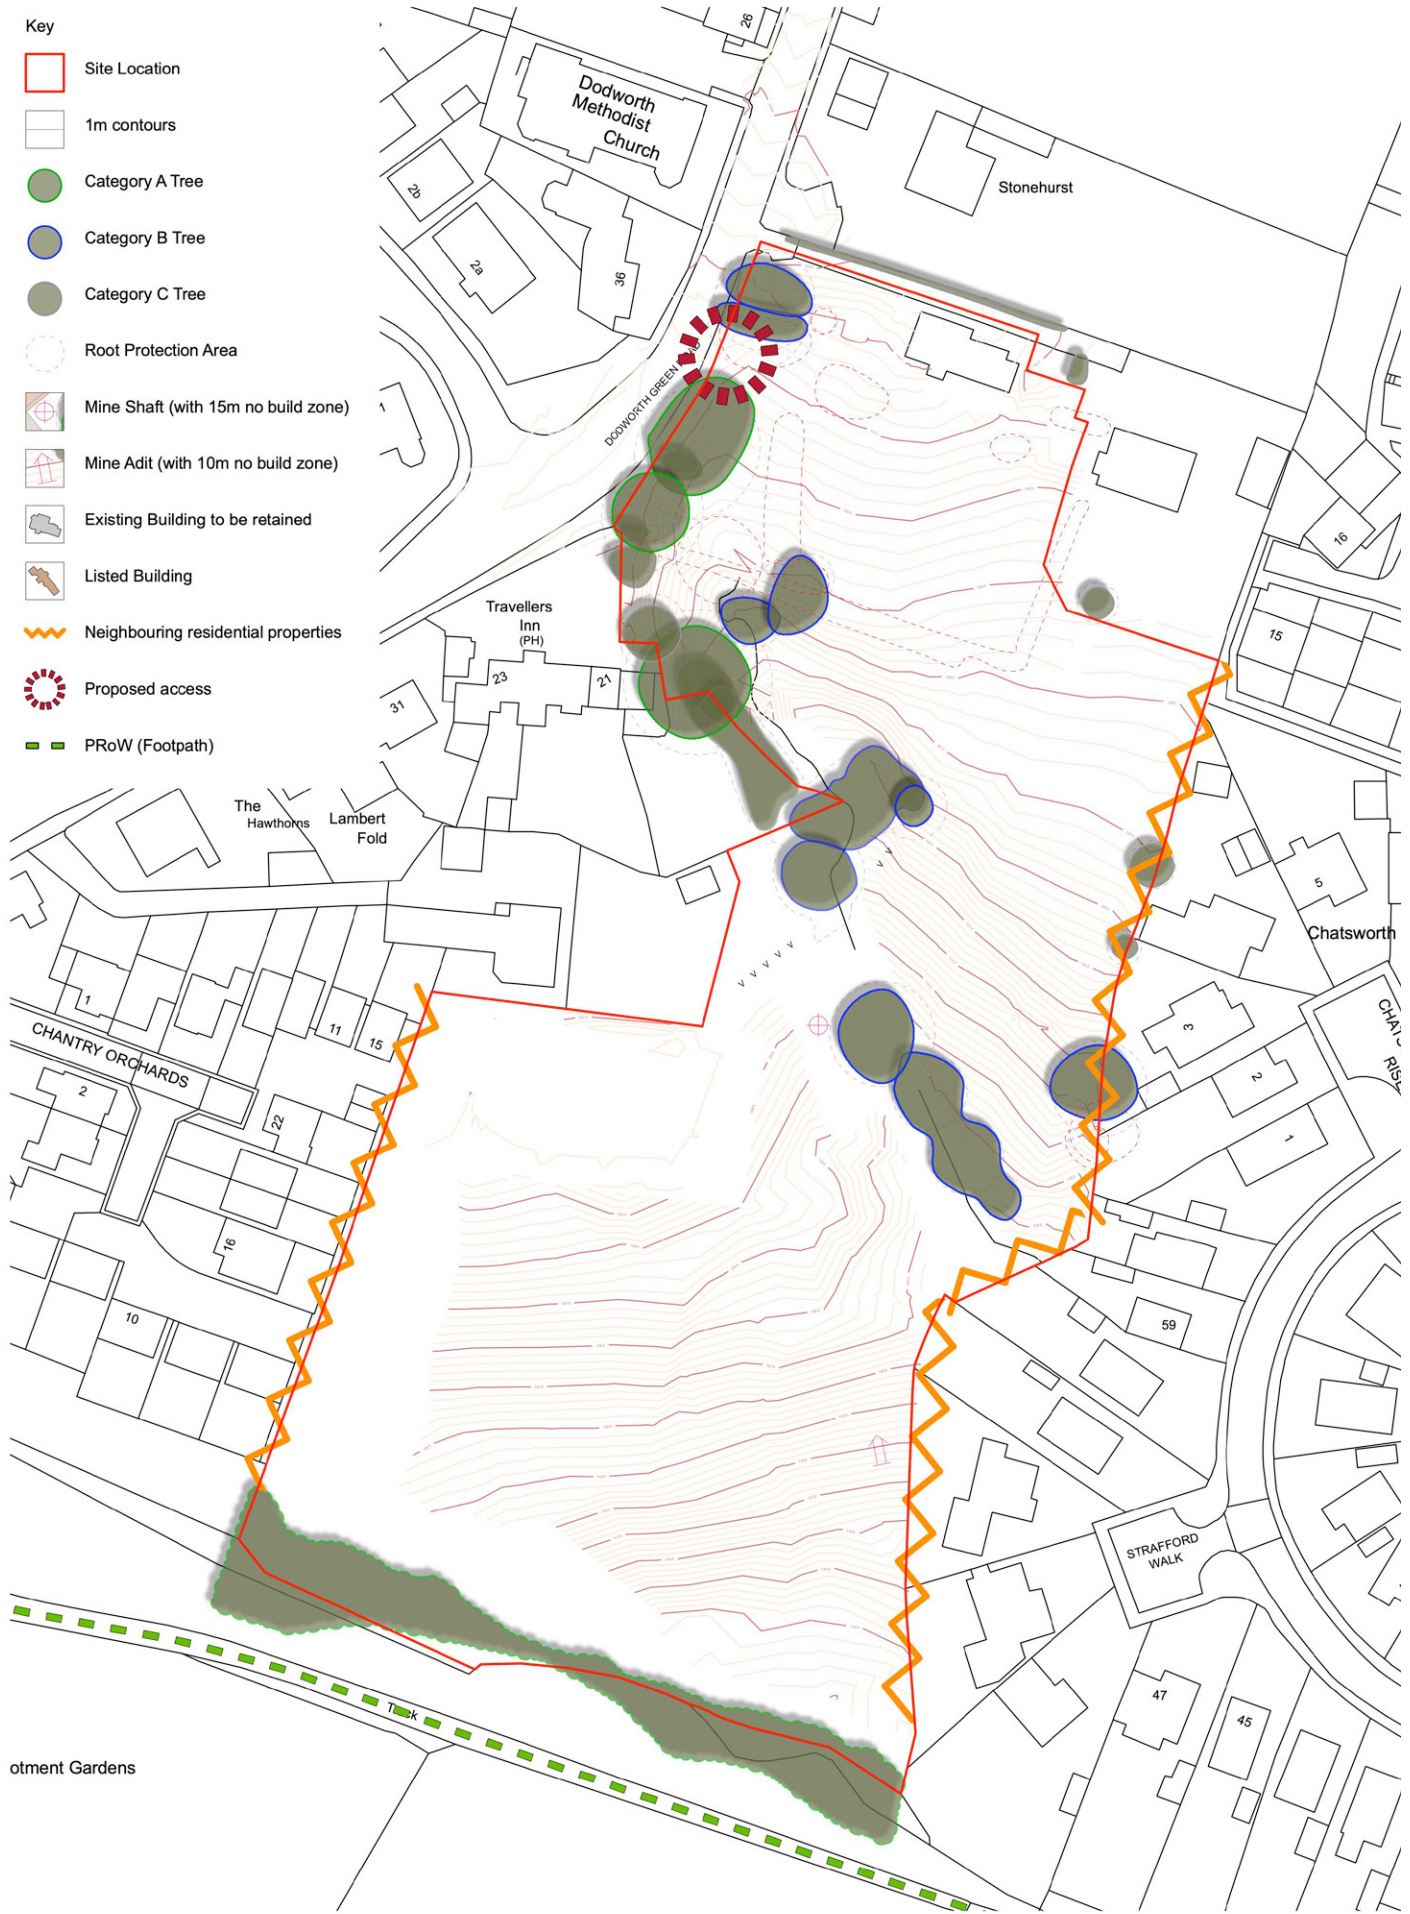 Key
Site Location
1m contours
Category A Tree
Category B Tree
Category C Tree
Root Protection Area
Mine Shaft (with 15m no build zone)
Mine Adit (with 10m no build zone)
Existing Building to be retained
Listed Building
Neighbouring residential properties
Proposed access
PRoW (Footpath)
26
Dodworth
Methodist
Church
Stonehurst
2b
2a
36
DODWORTH GREEN
1
16
15
Travellers
Inn
(PH)
23
21
31
The
Hawthorns
Lambert
Fold
5
Chatsworth
1
11
15
CHANTRY ORCHARDS
2
22
16
10
3
2
1
59
STRAFFORD
WALK
47
45
otment Gardens